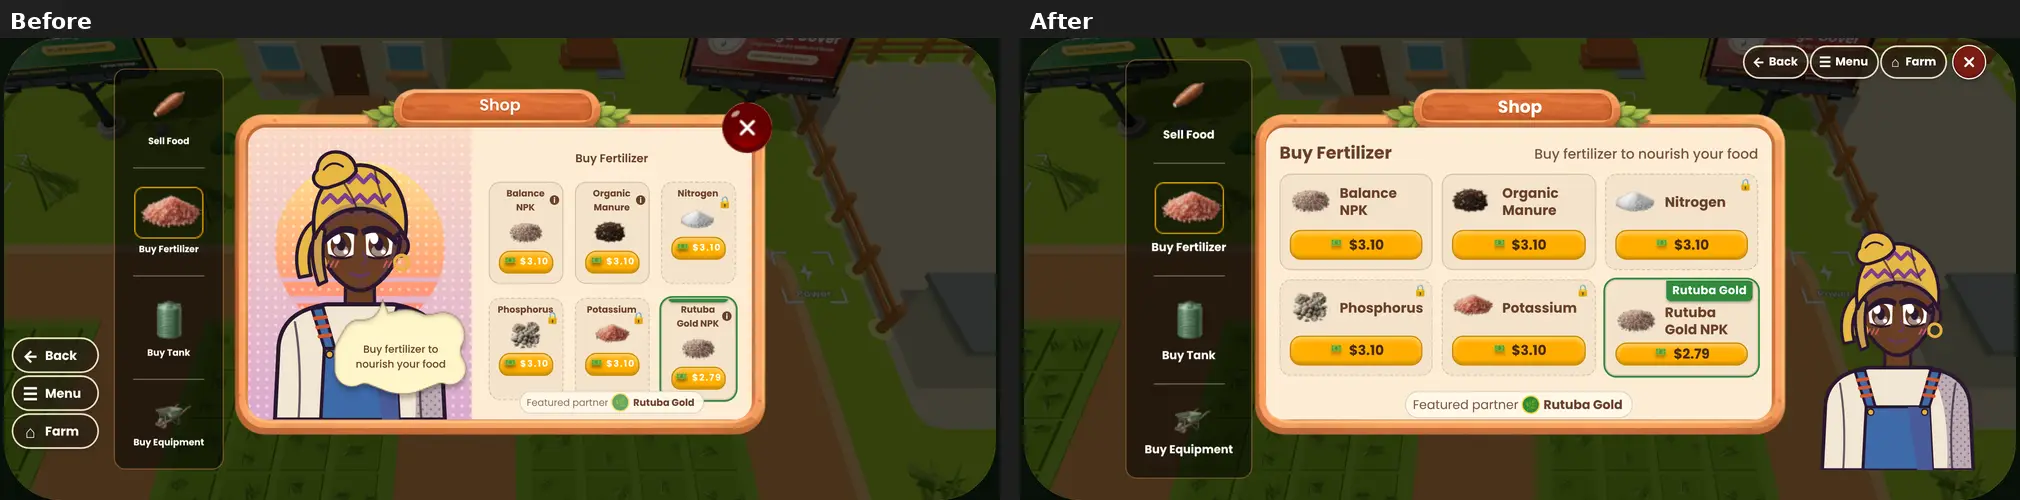 Before
Sell Food
Buy Fertilizer
Buy Tank
Buy Equipment
Back
Menu
Farm
Shop
Buy fertilizer to
nourish your food
Buy Fertilizer
Balance
NPK
$3.10
Organic
Manure
$3.10
Nitrogen
$3.10
Phosphorus
$3.10
Potassium
$3.10
Rutuba
Gold NPK
$2.79
Featured partner Rutuba Gold
After
Back
Menu
Farm
Sell Food
Buy Fertilizer
Buy Tank
Buy Equipment
Shop
Buy Fertilizer
Buy fertilizer to nourish your food
Balance
NPK
$3.10
Organic
Manure
$3.10
Nitrogen
$3.10
Phosphorus
$3.10
Potassium
$3.10
Rutuba Gold
Rutuba
Gold NPK
$2.79
Featured partner Rutuba Gold